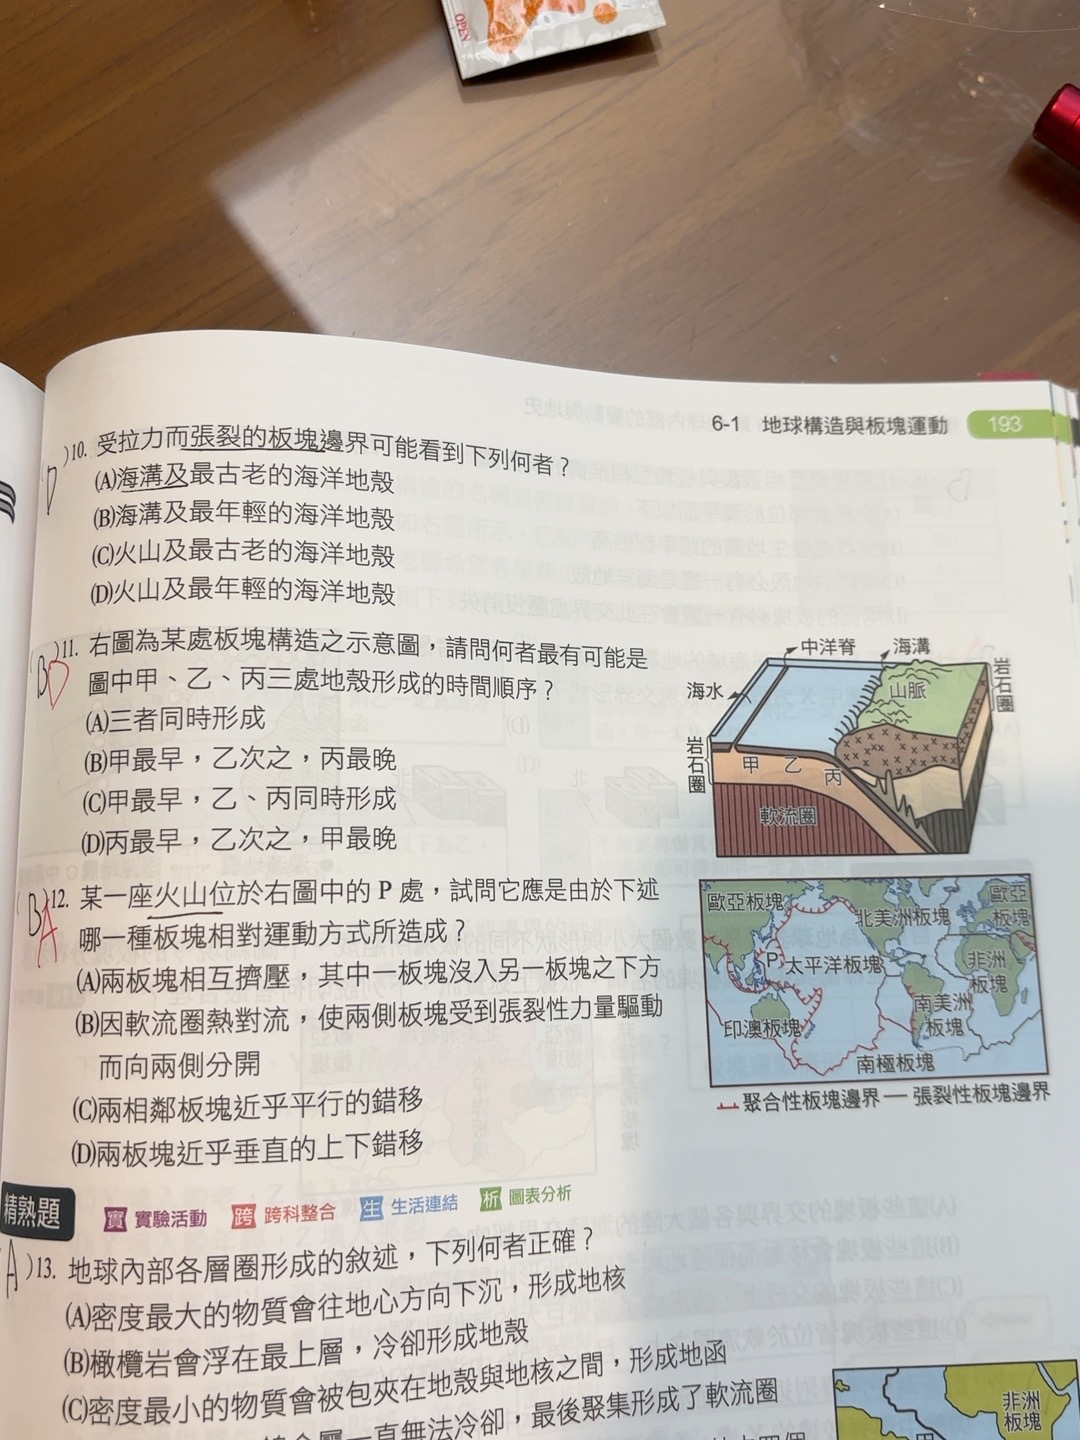 OPEN
6-1 地球構造與板塊運動 193
D )10. 受拉力而張裂的板塊邊界可能看到下列何者？
(A)海溝及最古老的海洋地殼
(B)海溝及最年輕的海洋地殼
(C)火山及最古老的海洋地殼
(D)火山及最年輕的海洋地殼
( B D )11. 右圖為某處板塊構造之示意圖，請問何者最有可能是
圖中甲、乙、丙三處地殼形成的時間順序？
(A)三者同時形成
(B)甲最早，乙次之，丙最晚
(C)甲最早，乙、丙同時形成
(D)丙最早，乙次之，甲最晚
中洋脊
海溝
海水
山脈
岩石圈
岩石圈
甲 乙 丙
軟流圈
( B A )12. 某一座火山位於右圖中的 P 處，試問它應是由於下述
哪一種板塊相對運動方式所造成？
(A)兩板塊相互擠壓，其中一板塊沒入另一板塊之下方
(B)因軟流圈熱對流，使兩側板塊受到張裂性力量驅動
而向兩側分開
(C)兩相鄰板塊近乎平行的錯移
(D)兩板塊近乎垂直的上下錯移
歐亞板塊
北美洲板塊
歐亞
板塊
P
太平洋板塊
非洲
板塊
南美洲
板塊
印澳板塊
南極板塊
聚合性板塊邊界 — 張裂性板塊邊界
精熟題
實 實驗活動 跨 跨科整合 生 生活連結 析 圖表分析
( A )13. 地球內部各層圈形成的敘述，下列何者正確？
(A)密度最大的物質會往地心方向下沉，形成地核
(B)橄欖岩會浮在最上層，冷卻形成地殼
(C)密度最小的物質會被包夾在地殼與地核之間，形成地函
一直無法冷卻，最後聚集形成了軟流圈
非洲
板塊